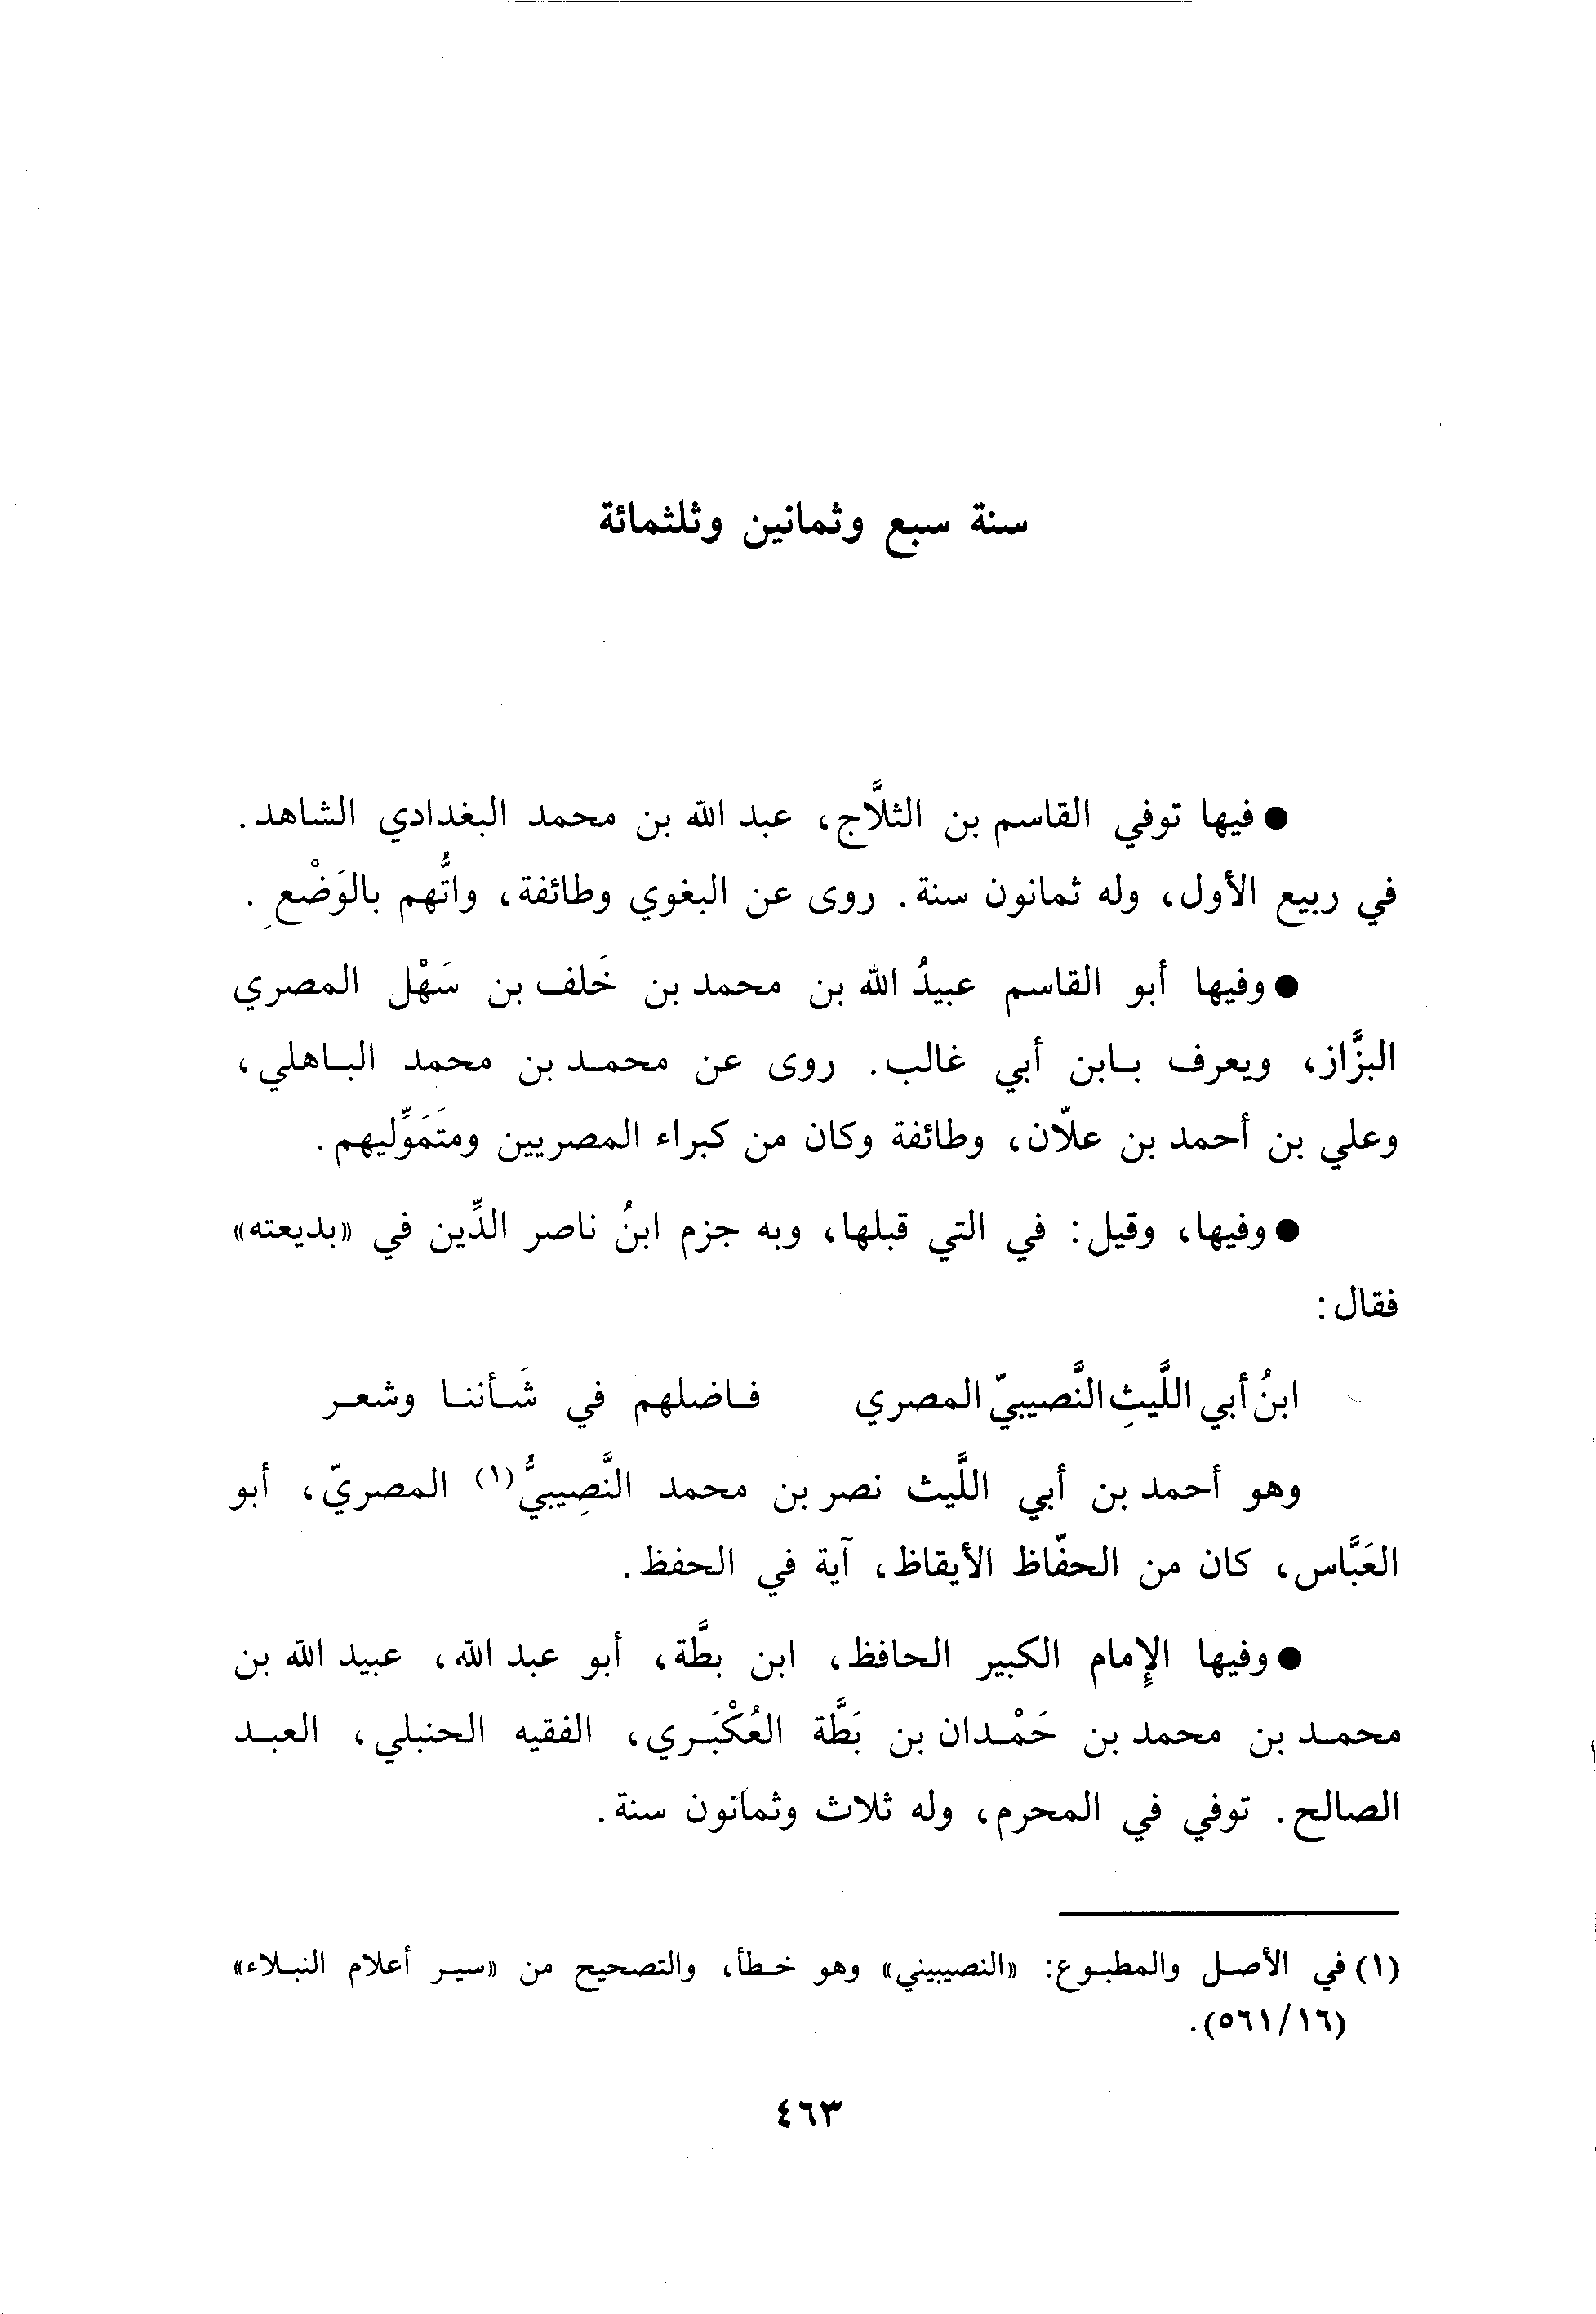 سنة سبع وثمانين وثلثمائة
● فيها توفي القاسم بن الثلَّاج، عبد الله بن محمد البغدادي الشاهد.
في ربيع الأول، وله ثمانون سنة. روى عن البغوي وطائفة، واتُّهم بالوَضْعِ.
● وفيها أبو القاسم عبيدُ الله بن محمد بن خَلف بن سَهْل المصري
البزَّاز، ويعرف بابن أبي غالب. روى عن محمد بن محمد الباهلي،
وعلي بن أحمد بن علّان، وطائفة وكان من كبراء المصريين ومتَمَوِّليهم.
● وفيها، وقيل: في التي قبلها، وبه جزم ابنُ ناصر الدِّين في «بديعته»
فقال:
ابنُ أبي اللَّيثِ النَّصيبيّ المصري فاضلهم في شَأننا وشعر
وهو أحمد بن أبي اللَّيث نصر بن محمد النَّصِيبيُّ(١) المصريّ، أبو
العَبَّاس، كان من الحفّاظ الأيقاظ، آية في الحفظ.
● وفيها الإِمام الكبير الحافظ، ابن بطَّة، أبو عبد الله، عبيد الله بن
محمد بن محمد بن حَمْدان بن بَطَّة العُكْبَري، الفقيه الحنبلي، العبد
الصالح. توفي في المحرم، وله ثلاث وثمانون سنة.
(١) في الأصل والمطبوع: «النصيبيني» وهو خطأ، والتصحيح من «سير أعلام النبلاء»
(٥٦١/١٦).
٤٦٣